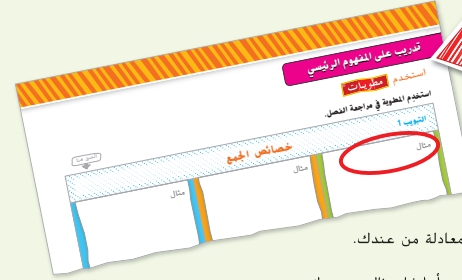 تدريب على المفهوم الرئيسي
استخدم مطويات
استخدم المطوية في مراجعة الفصل.
التبويب 1
خصائص الجمع
مثال
مثال
مثال
معادلة من عندك.